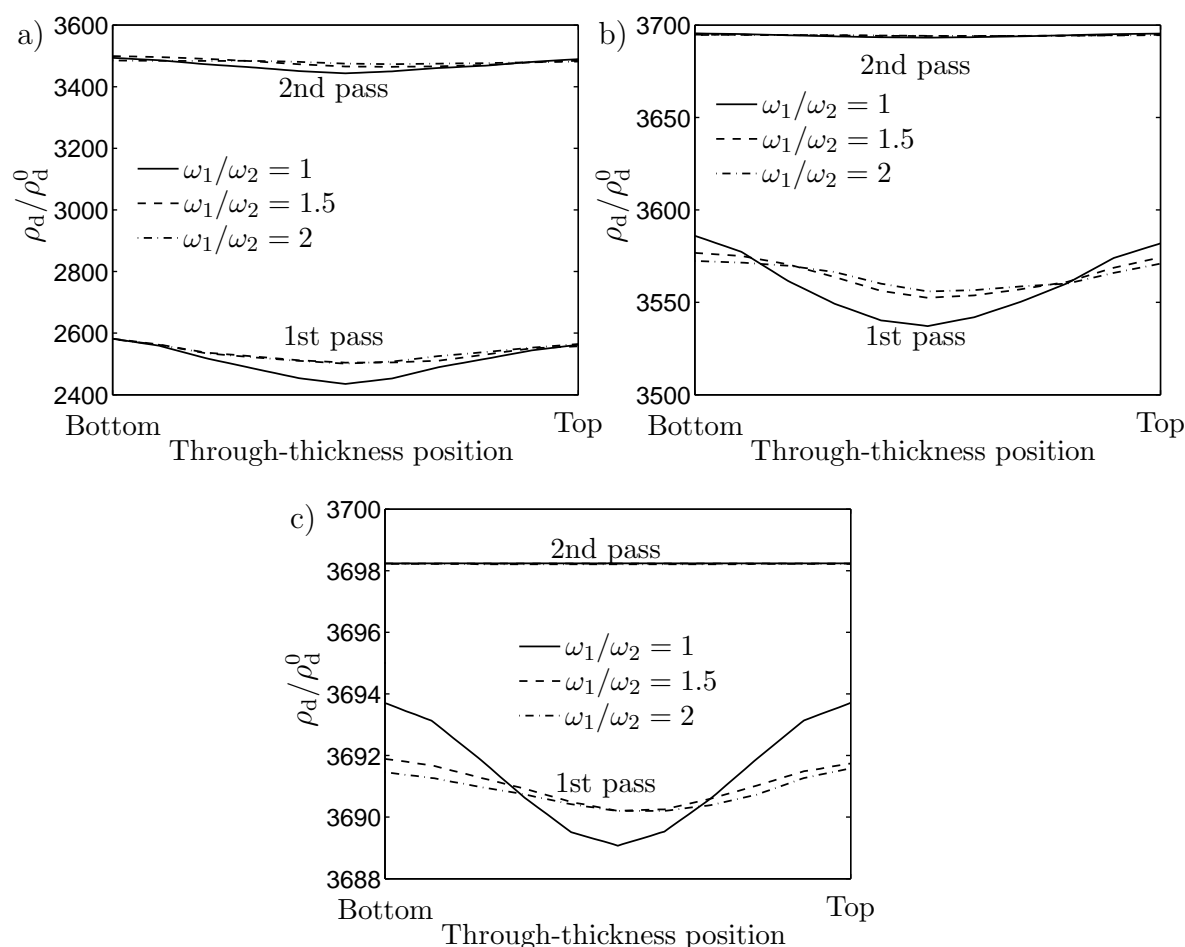 a)
3600
3400
3200
3000
2800
2600
2400
ρd/ρd0
2nd pass
ω1/ω2 = 1
ω1/ω2 = 1.5
ω1/ω2 = 2
1st pass
Bottom
Top
Through-thickness position
b)
3700
3650
3600
3550
3500
ρd/ρd0
2nd pass
ω1/ω2 = 1
ω1/ω2 = 1.5
ω1/ω2 = 2
1st pass
Bottom
Top
Through-thickness position
c)
3700
3698
3696
3694
3692
3690
3688
ρd/ρd0
2nd pass
ω1/ω2 = 1
ω1/ω2 = 1.5
ω1/ω2 = 2
1st pass
Bottom
Top
Through-thickness position